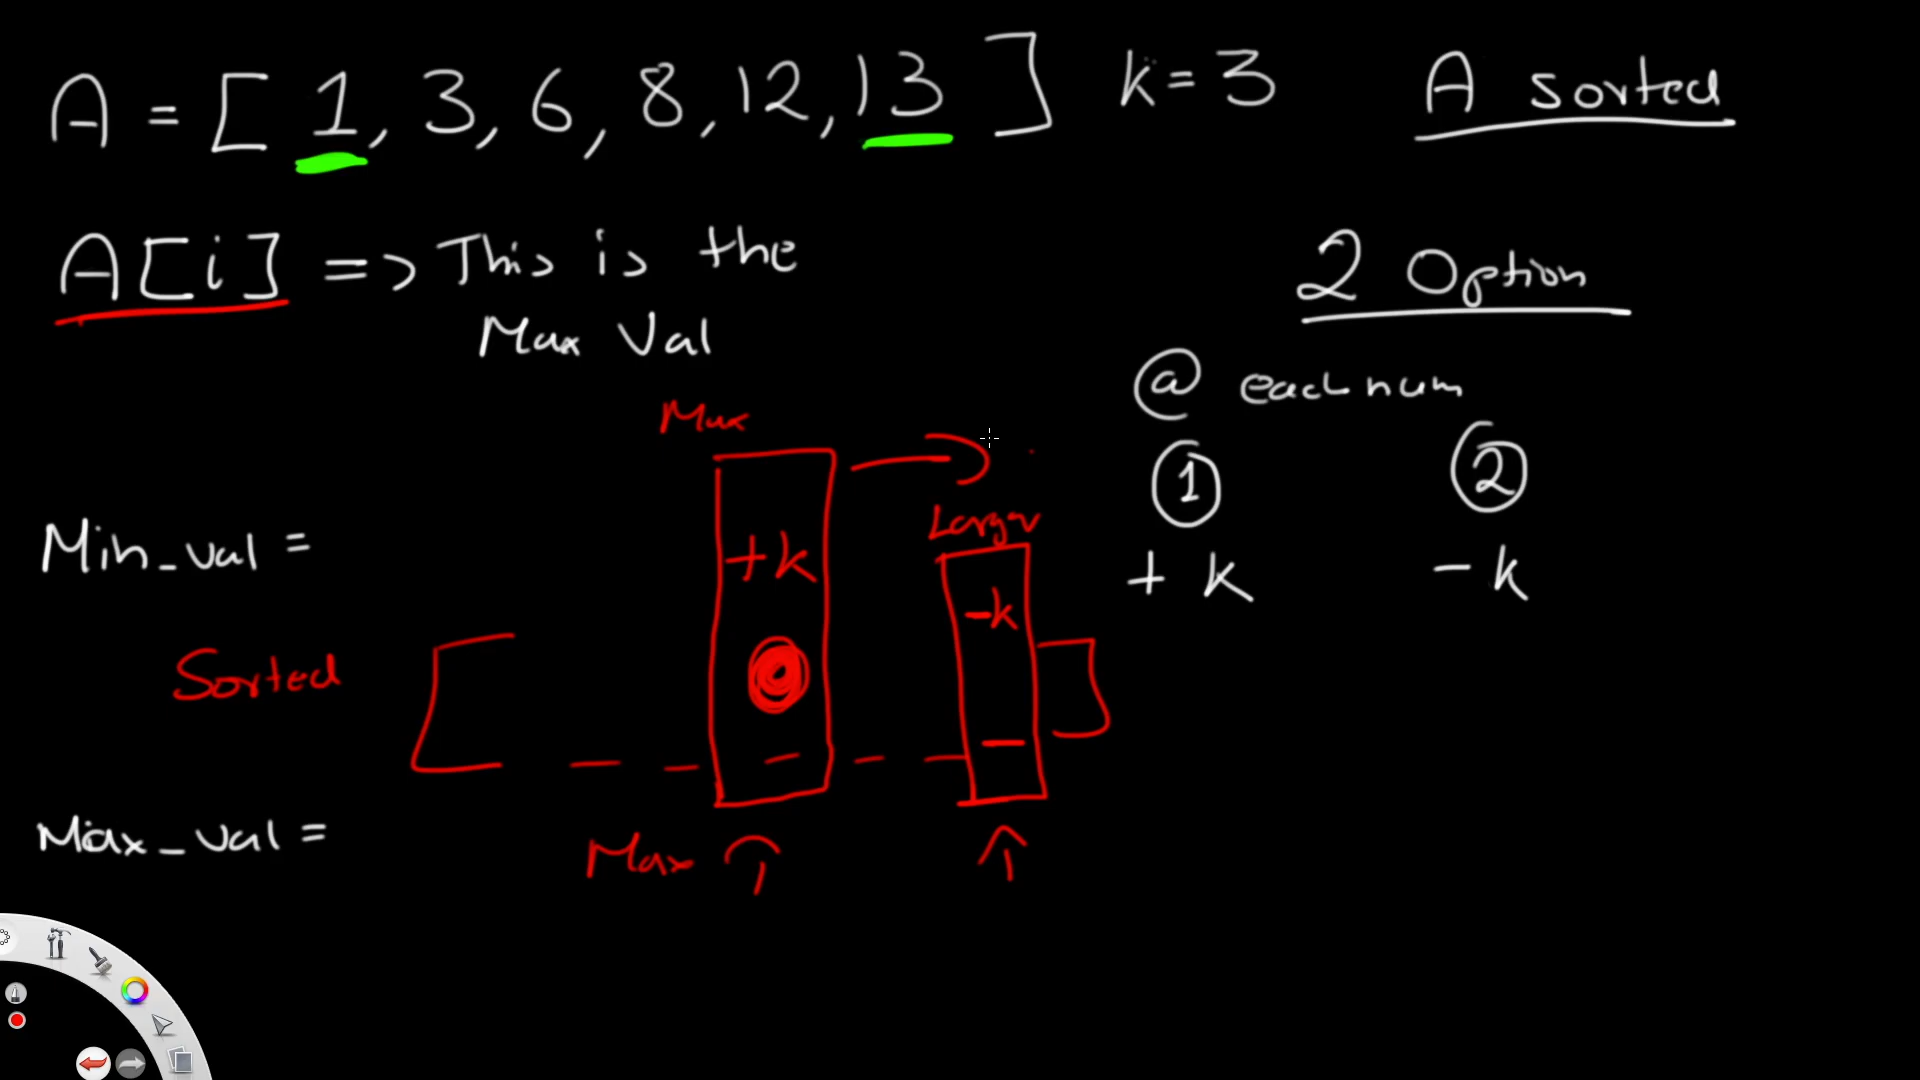 A = [ 1, 3, 6, 8, 12, 13 ] k = 3 A sorted
A[i] => This is the
Max Val
2 Option
@ each num
1 2
+ k - k
Max
+k
Larger
-k
Min_val =
Sorted
Max_val =
Max